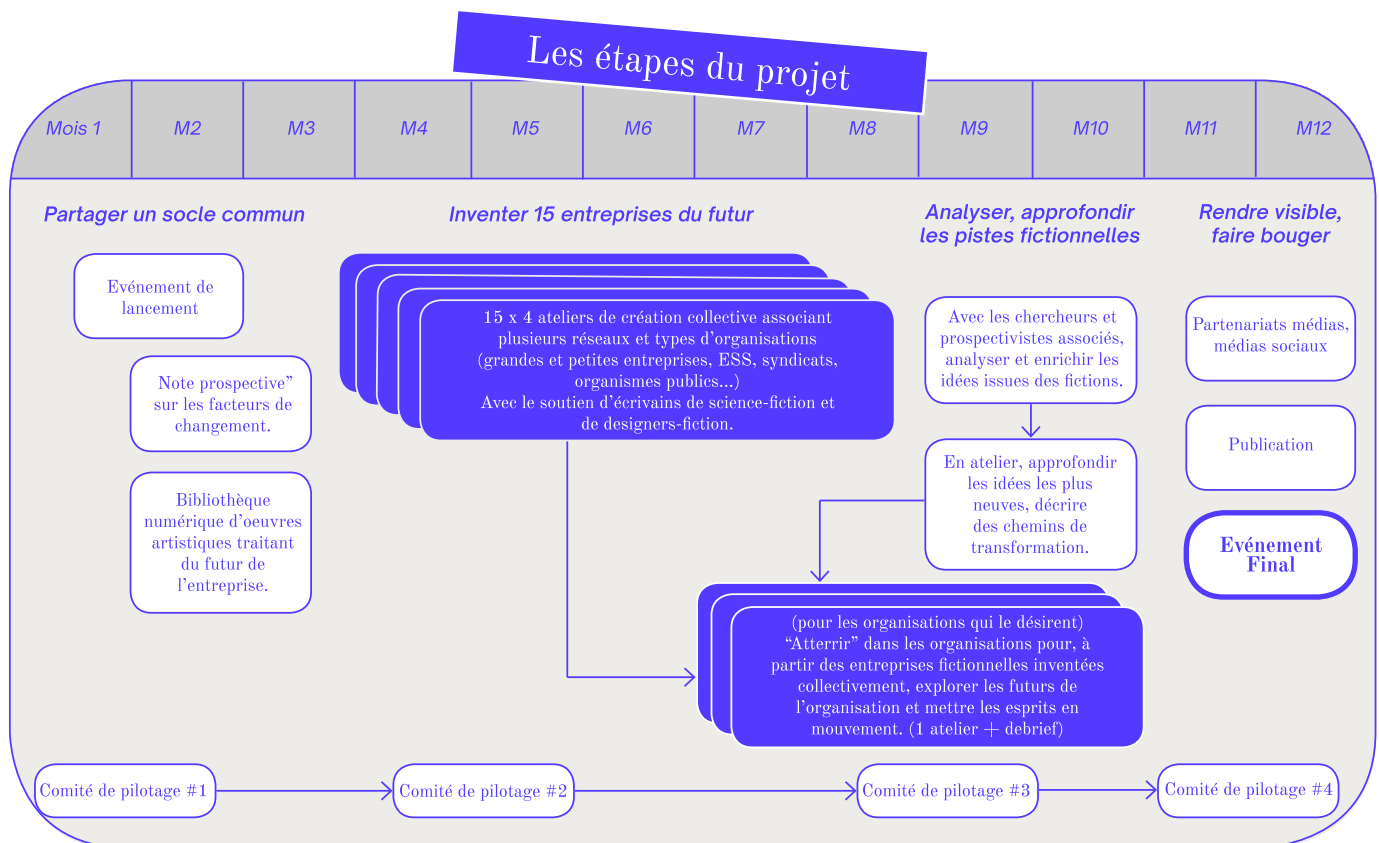 Les étapes du projet
Mois 1
M2
M3
M4
M5
M6
M7
M8
M9
M10
M11
M12
Partager un socle commun
Evénement de
lancement
Note prospective”
sur les facteurs de
changement.
Bibliothèque
numérique d’oeuvres
artistiques traitant
du futur de
l’entreprise.
Inventer 15 entreprises du futur
15 x 4 ateliers de création collective associant
plusieurs réseaux et types d’organisations
(grandes et petites entreprises, ESS, syndicats,
organismes publics...)
Avec le soutien d’écrivains de science-fiction et
de designers-fiction.
Analyser, approfondir
les pistes fictionnelles
Avec les chercheurs et
prospectivistes associés,
analyser et enrichir les
idées issues des fictions.
En atelier, approfondir
les idées les plus
neuves, décrire
des chemins de
transformation.
(pour les organisations qui le désirent)
“Atterrir” dans les organisations pour, à
partir des entreprises fictionnelles inventées
collectivement, explorer les futurs de
l’organisation et mettre les esprits en
mouvement. (1 atelier + debrief)
Rendre visible,
faire bouger
Partenariats médias,
médias sociaux
Publication
Evénement
Final
Comité de pilotage #1
Comité de pilotage #2
Comité de pilotage #3
Comité de pilotage #4